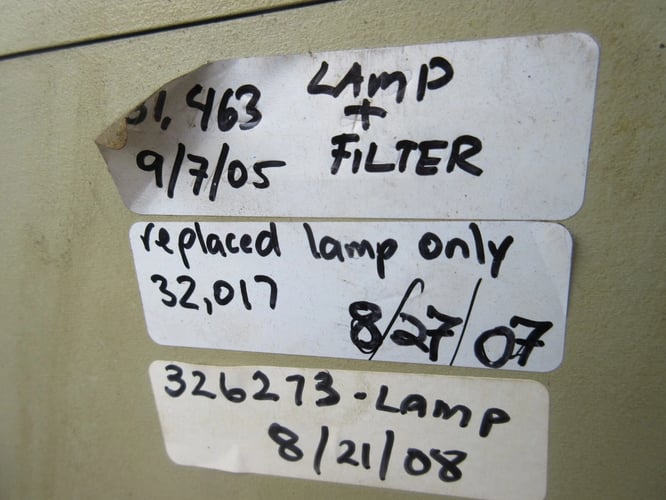 31,463 LAMP
+
9/7/05 FILTER
replaced lamp only
32,017
8/27/07
326273-LAMP
8/21/08